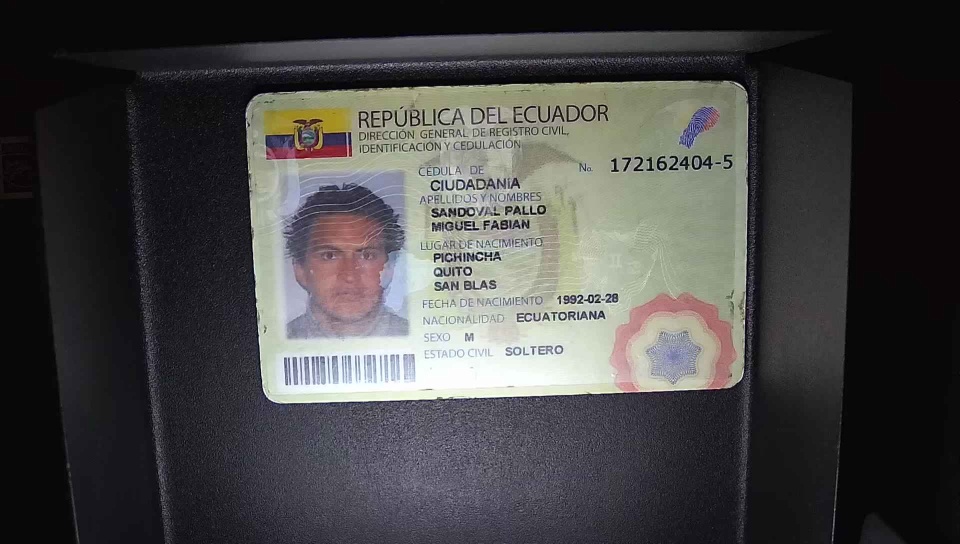 REPÚBLICA DEL ECUADOR
DIRECCIÓN GENERAL DE REGISTRO CIVIL,
IDENTIFICACIÓN Y CEDULACIÓN
No. 172162404-5
CÉDULA DE
CIUDADANÍA
APELLIDOS Y NOMBRES
SANDOVAL PALLO
MIGUEL FABIAN
LUGAR DE NACIMIENTO
PICHINCHA
QUITO
SAN BLAS
FECHA DE NACIMIENTO 1992-02-28
NACIONALIDAD ECUATORIANA
SEXO M
ESTADO CIVIL SOLTERO